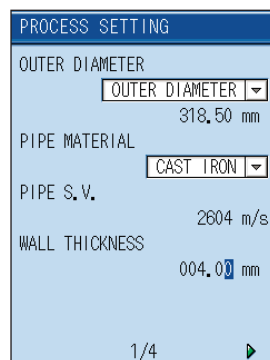 PROCESS SETTING
OUTER DIAMETER
OUTER DIAMETER
318.50 mm
PIPE MATERIAL
CAST IRON
PIPE S.V.
2604 m/s
WALL THICKNESS
004.00 mm
1/4